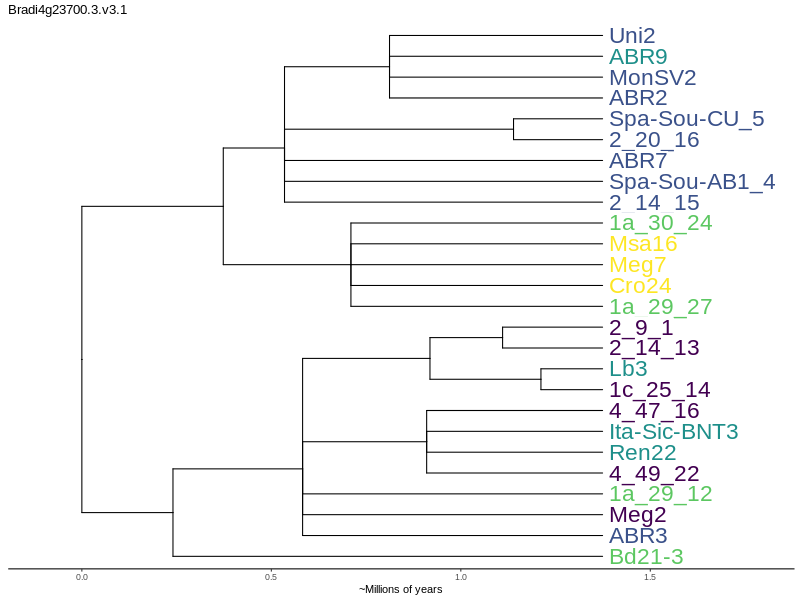 Bradi4g23700.3.v3.1
Uni2
ABR9
MonSV2
ABR2
Spa-Sou-CU_5
2_20_16
ABR7
Spa-Sou-AB1_4
2_14_15
1a_30_24
Msa16
Meg7
Cro24
1a_29_27
2_9_1
2_14_13
Lb3
1c_25_14
4_47_16
Ita-Sic-BNT3
Ren22
4_49_22
1a_29_12
Meg2
ABR3
Bd21-3
0.0 0.5 1.0 1.5
~Millions of years